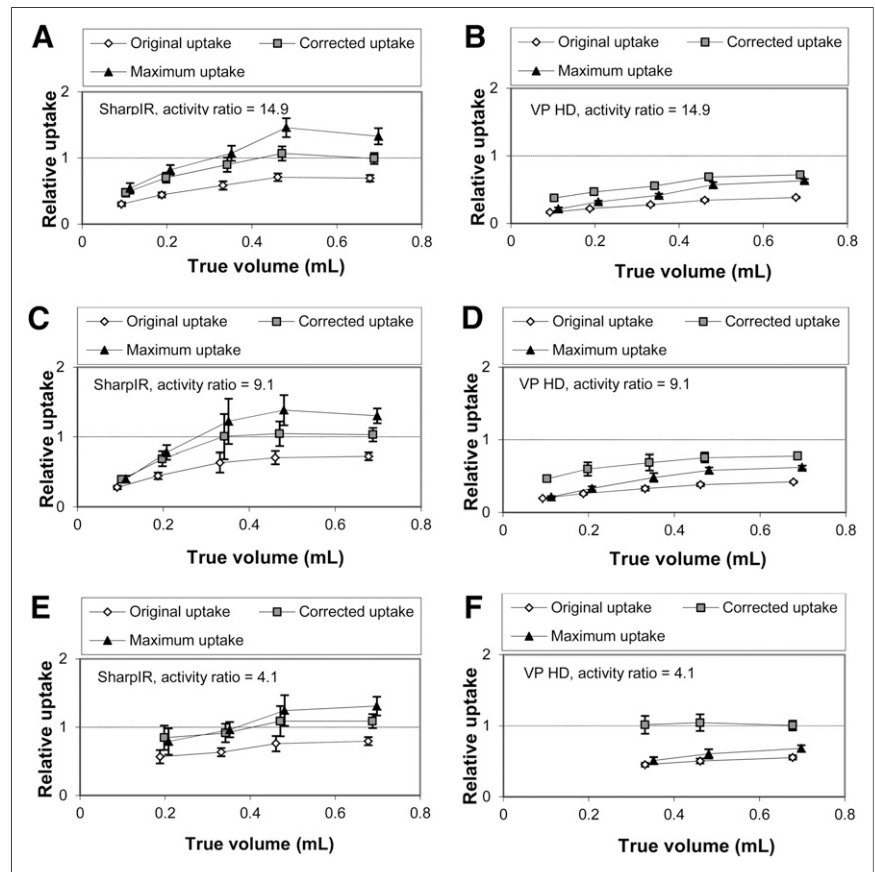 A
Original uptake
Corrected uptake
Maximum uptake
SharpIR, activity ratio = 14.9
Relative uptake
2
1
0
0
0.2
0.4
0.6
0.8
True volume (mL)
B
Original uptake
Corrected uptake
Maximum uptake
VP HD, activity ratio = 14.9
Relative uptake
2
1
0
0
0.2
0.4
0.6
0.8
True volume (mL)
C
Original uptake
Corrected uptake
Maximum uptake
SharpIR, activity ratio = 9.1
Relative uptake
2
1
0
0
0.2
0.4
0.6
0.8
True volume (mL)
D
Original uptake
Corrected uptake
Maximum uptake
VP HD, activity ratio = 9.1
Relative uptake
2
1
0
0
0.2
0.4
0.6
0.8
True volume (mL)
E
Original uptake
Corrected uptake
Maximum uptake
SharpIR, activity ratio = 4.1
Relative uptake
2
1
0
0
0.2
0.4
0.6
0.8
True volume (mL)
F
Original uptake
Corrected uptake
Maximum uptake
VP HD, activity ratio = 4.1
Relative uptake
2
1
0
0
0.2
0.4
0.6
0.8
True volume (mL)